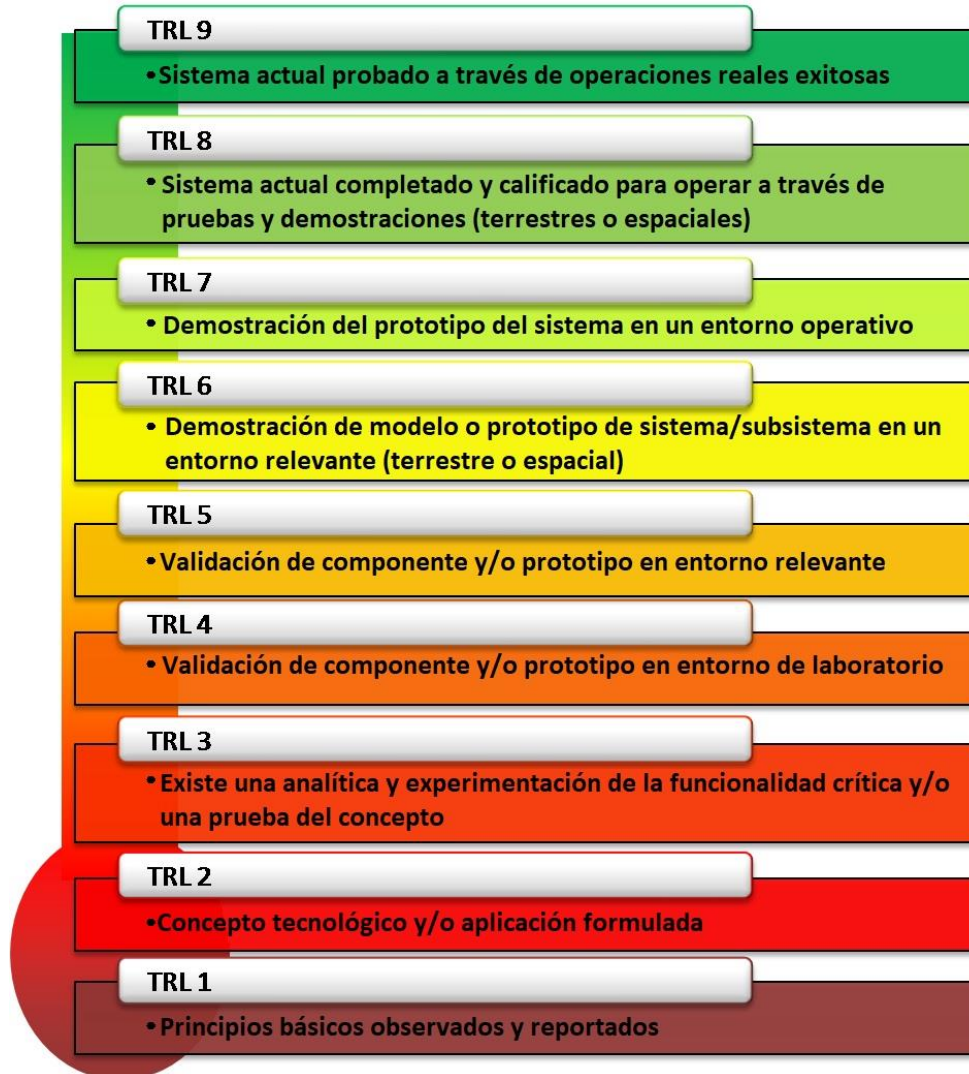 TRL 9
•Sistema actual probado a través de operaciones reales exitosas
TRL 8
• Sistema actual completado y calificado para operar a través de
pruebas y demostraciones (terrestres o espaciales)
TRL 7
• Demostración del prototipo del sistema en un entorno operativo
TRL 6
• Demostración de modelo o prototipo de sistema/subsistema en un
entorno relevante (terrestre o espacial)
TRL 5
• Validación de componente y/o prototipo en entorno relevante
TRL 4
• Validación de componente y/o prototipo en entorno de laboratorio
TRL 3
• Existe una analítica y experimentación de la funcionalidad crítica y/o
una prueba del concepto
TRL 2
•Concepto tecnológico y/o aplicación formulada
TRL 1
• Principios básicos observados y reportados